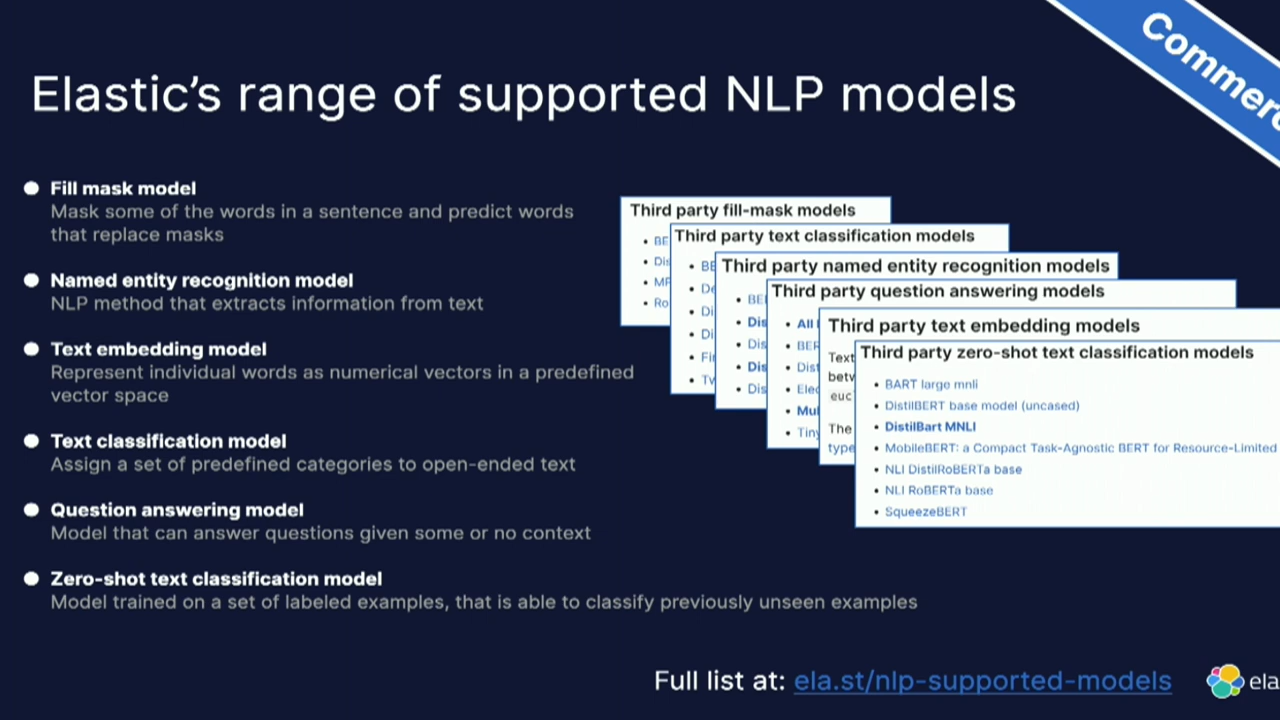 Elastic's range of supported NLP models
Fill mask model
Mask some of the words in a sentence and predict words
that replace masks
Named entity recognition model
NLP method that extracts information from text
Text embedding model
Represent individual words as numerical vectors in a predefined
vector space
Text classification model
Assign a set of predefined categories to open-ended text
Question answering model
Model that can answer questions given some or no context
Zero-shot text classification model
Model trained on a set of labeled examples, that is able to classify previously unseen examples
Third party fill-mask models
Third party text classification models
Third party named entity recognition models
Third party question answering models
Third party text embedding models
Text
The
type
Third party zero-shot text classification models
BART large mnli
DistilBERT base model (uncased)
DistilBart MNLI
MobileBERT: a Compact Task-Agnostic BERT for Resource-Limited
NLI DistilRoBERTa base
NLI RoBERTa base
SqueezeBERT
Full list at: ela.st/nlp-supported-models